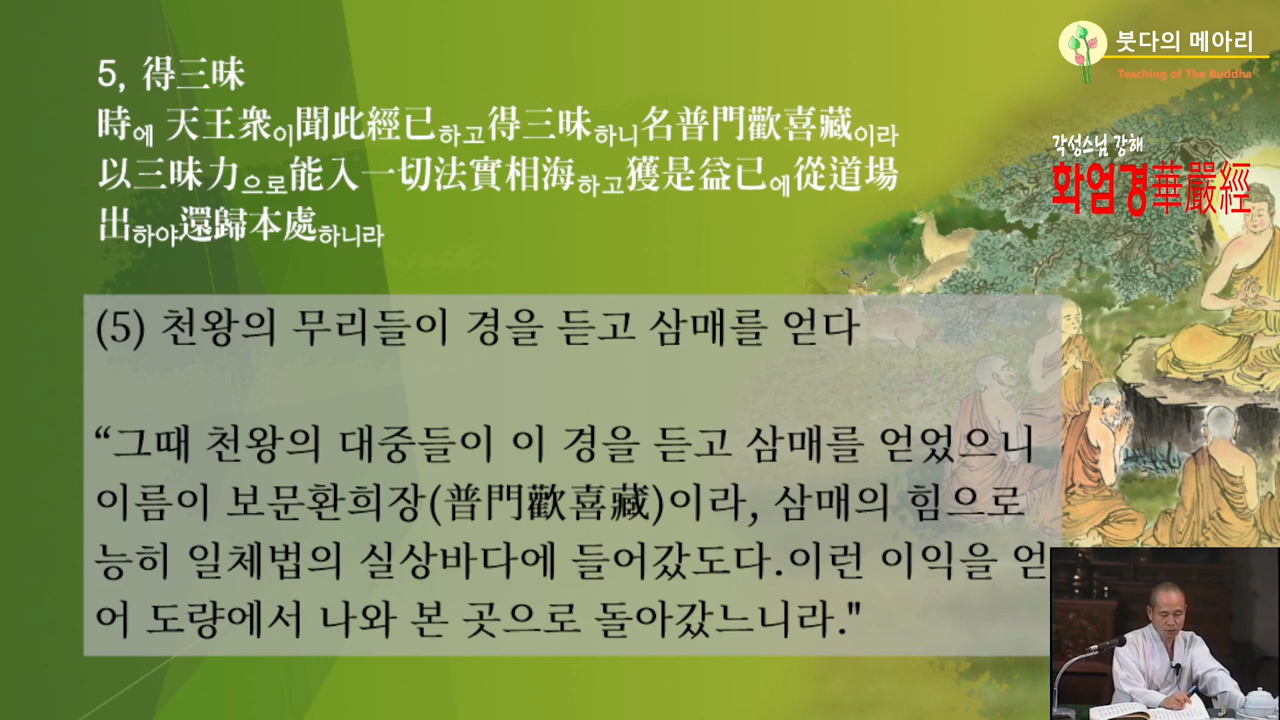 붓다의 메아리
Teaching of The Buddha
각성스님 강해
화엄경華嚴經
5, 得三昧
時에 天王衆이聞此經已하고得三昧하니名普門歡喜藏이라
以三昧力으로能入一切法實相海하고獲是益已에從道場
出하야還歸本處하니라
(5) 천왕의 무리들이 경을 듣고 삼매를 얻다
“그때 천왕의 대중들이 이 경을 듣고 삼매를 얻었으니
이름이 보문환희장(普門歡喜藏)이라, 삼매의 힘으로
능히 일체법의 실상바다에 들어갔도다.이런 이익을 얻
어 도량에서 나와 본 곳으로 돌아갔느니라."